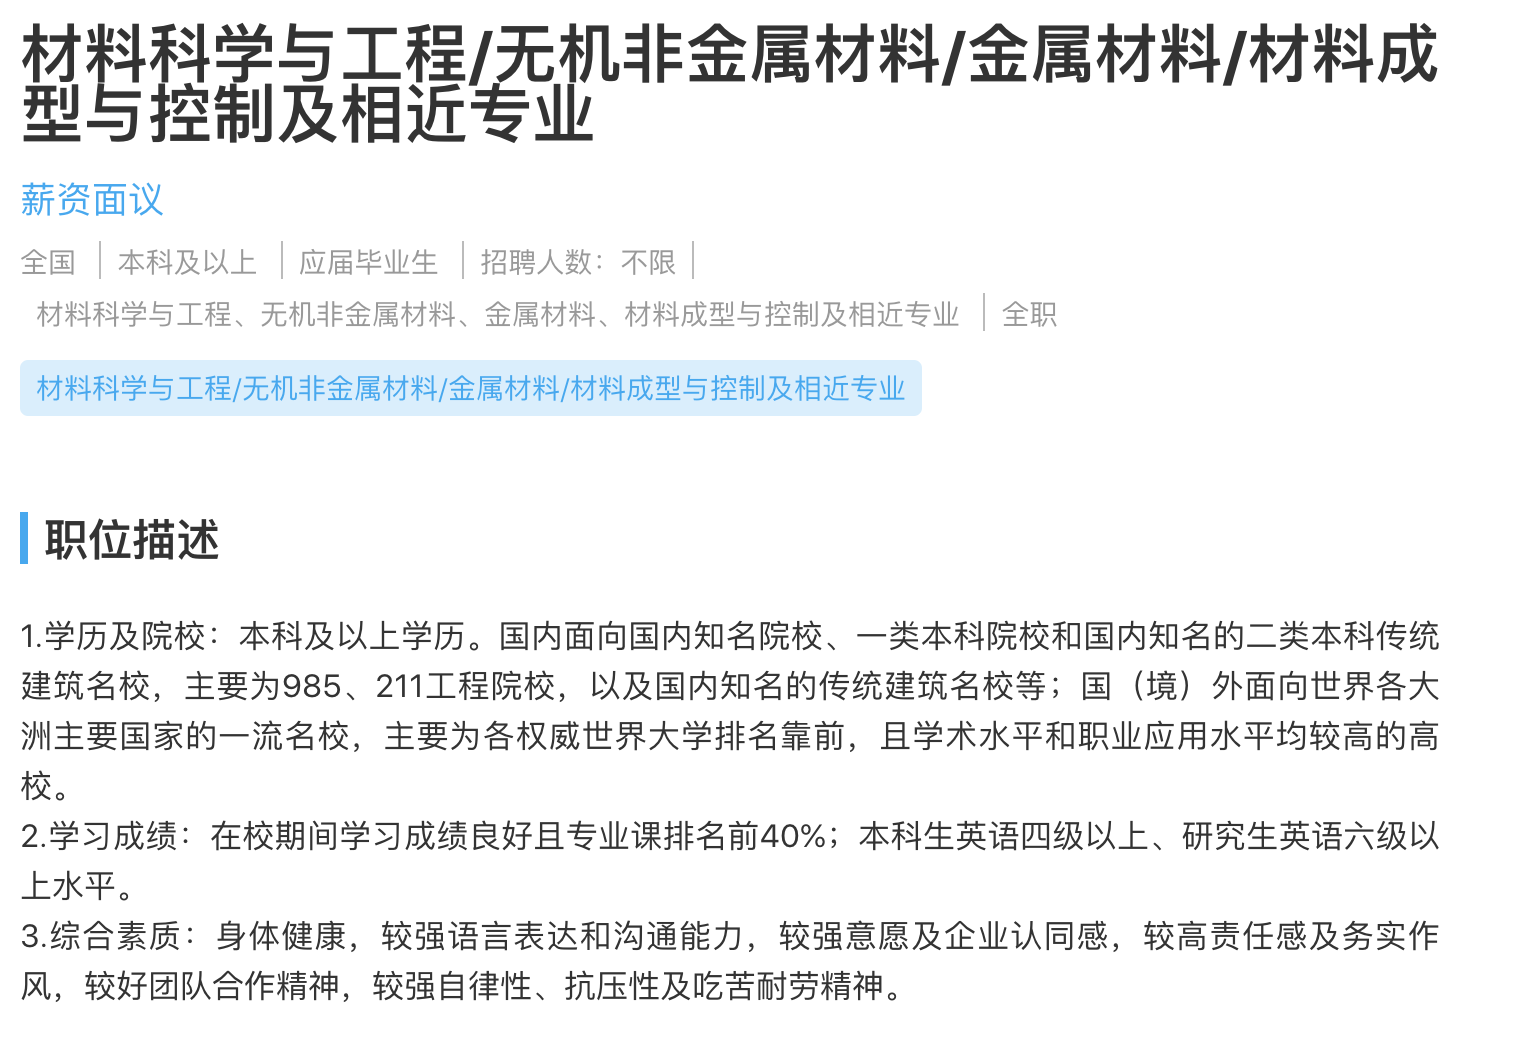 材料科学与工程/无机非金属材料/金属材料/材料成
型与控制及相近专业
薪资面议
全国 | 本科及以上 | 应届毕业生 | 招聘人数：不限 |
材料科学与工程、无机非金属材料、金属材料、材料成型与控制及相近专业 | 全职
材料科学与工程/无机非金属材料/金属材料/材料成型与控制及相近专业
职位描述
1.学历及院校：本科及以上学历。国内面向国内知名院校、一类本科院校和国内知名的二类本科传统
建筑名校，主要为985、211工程院校，以及国内知名的传统建筑名校等；国（境）外面向世界各大
洲主要国家的一流名校，主要为各权威世界大学排名靠前，且学术水平和职业应用水平均较高的高
校。
2.学习成绩：在校期间学习成绩良好且专业课排名前40%；本科生英语四级以上、研究生英语六级以
上水平。
3.综合素质：身体健康，较强语言表达和沟通能力，较强意愿及企业认同感，较高责任感及务实作
风，较好团队合作精神，较强自律性、抗压性及吃苦耐劳精神。